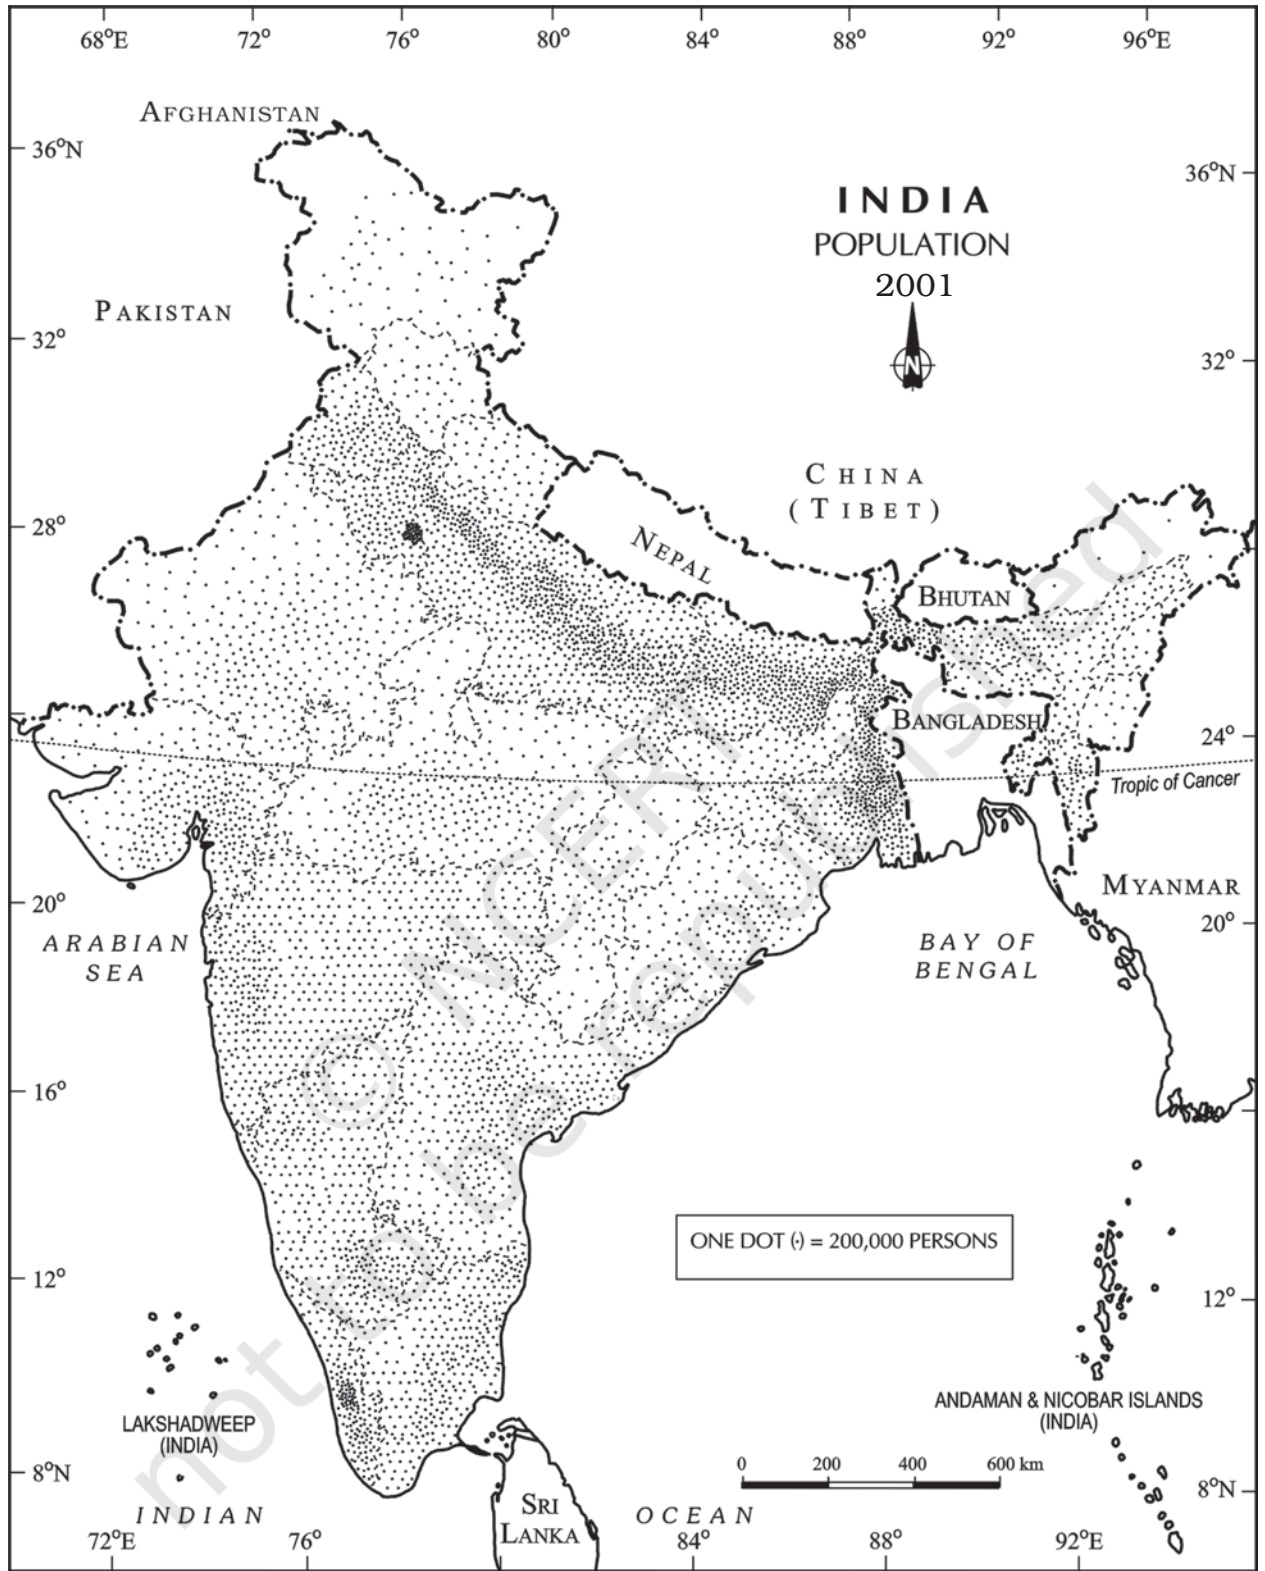 68°E 72° 76° 80° 84° 88° 92° 96°E
AFGHANISTAN
36°N
36°N
INDIA
POPULATION
2001
PAKISTAN
N
32°
32°
CHINA
(TIBET)
28°
NEPAL
BHUTAN
BANGLADESH
24°
Tropic of Cancer
MYANMAR
20°
20°
ARABIAN
SEA
BAY OF
BENGAL
© NCERT
not to be republished
16°
ONE DOT (·) = 200,000 PERSONS
12°
12°
ANDAMAN & NICOBAR ISLANDS
(INDIA)
LAKSHADWEEP
(INDIA)
0 200 400 600 km
8°N
8°N
SRI
LANKA
INDIAN OCEAN
72°E 76° 84° 88° 92°E